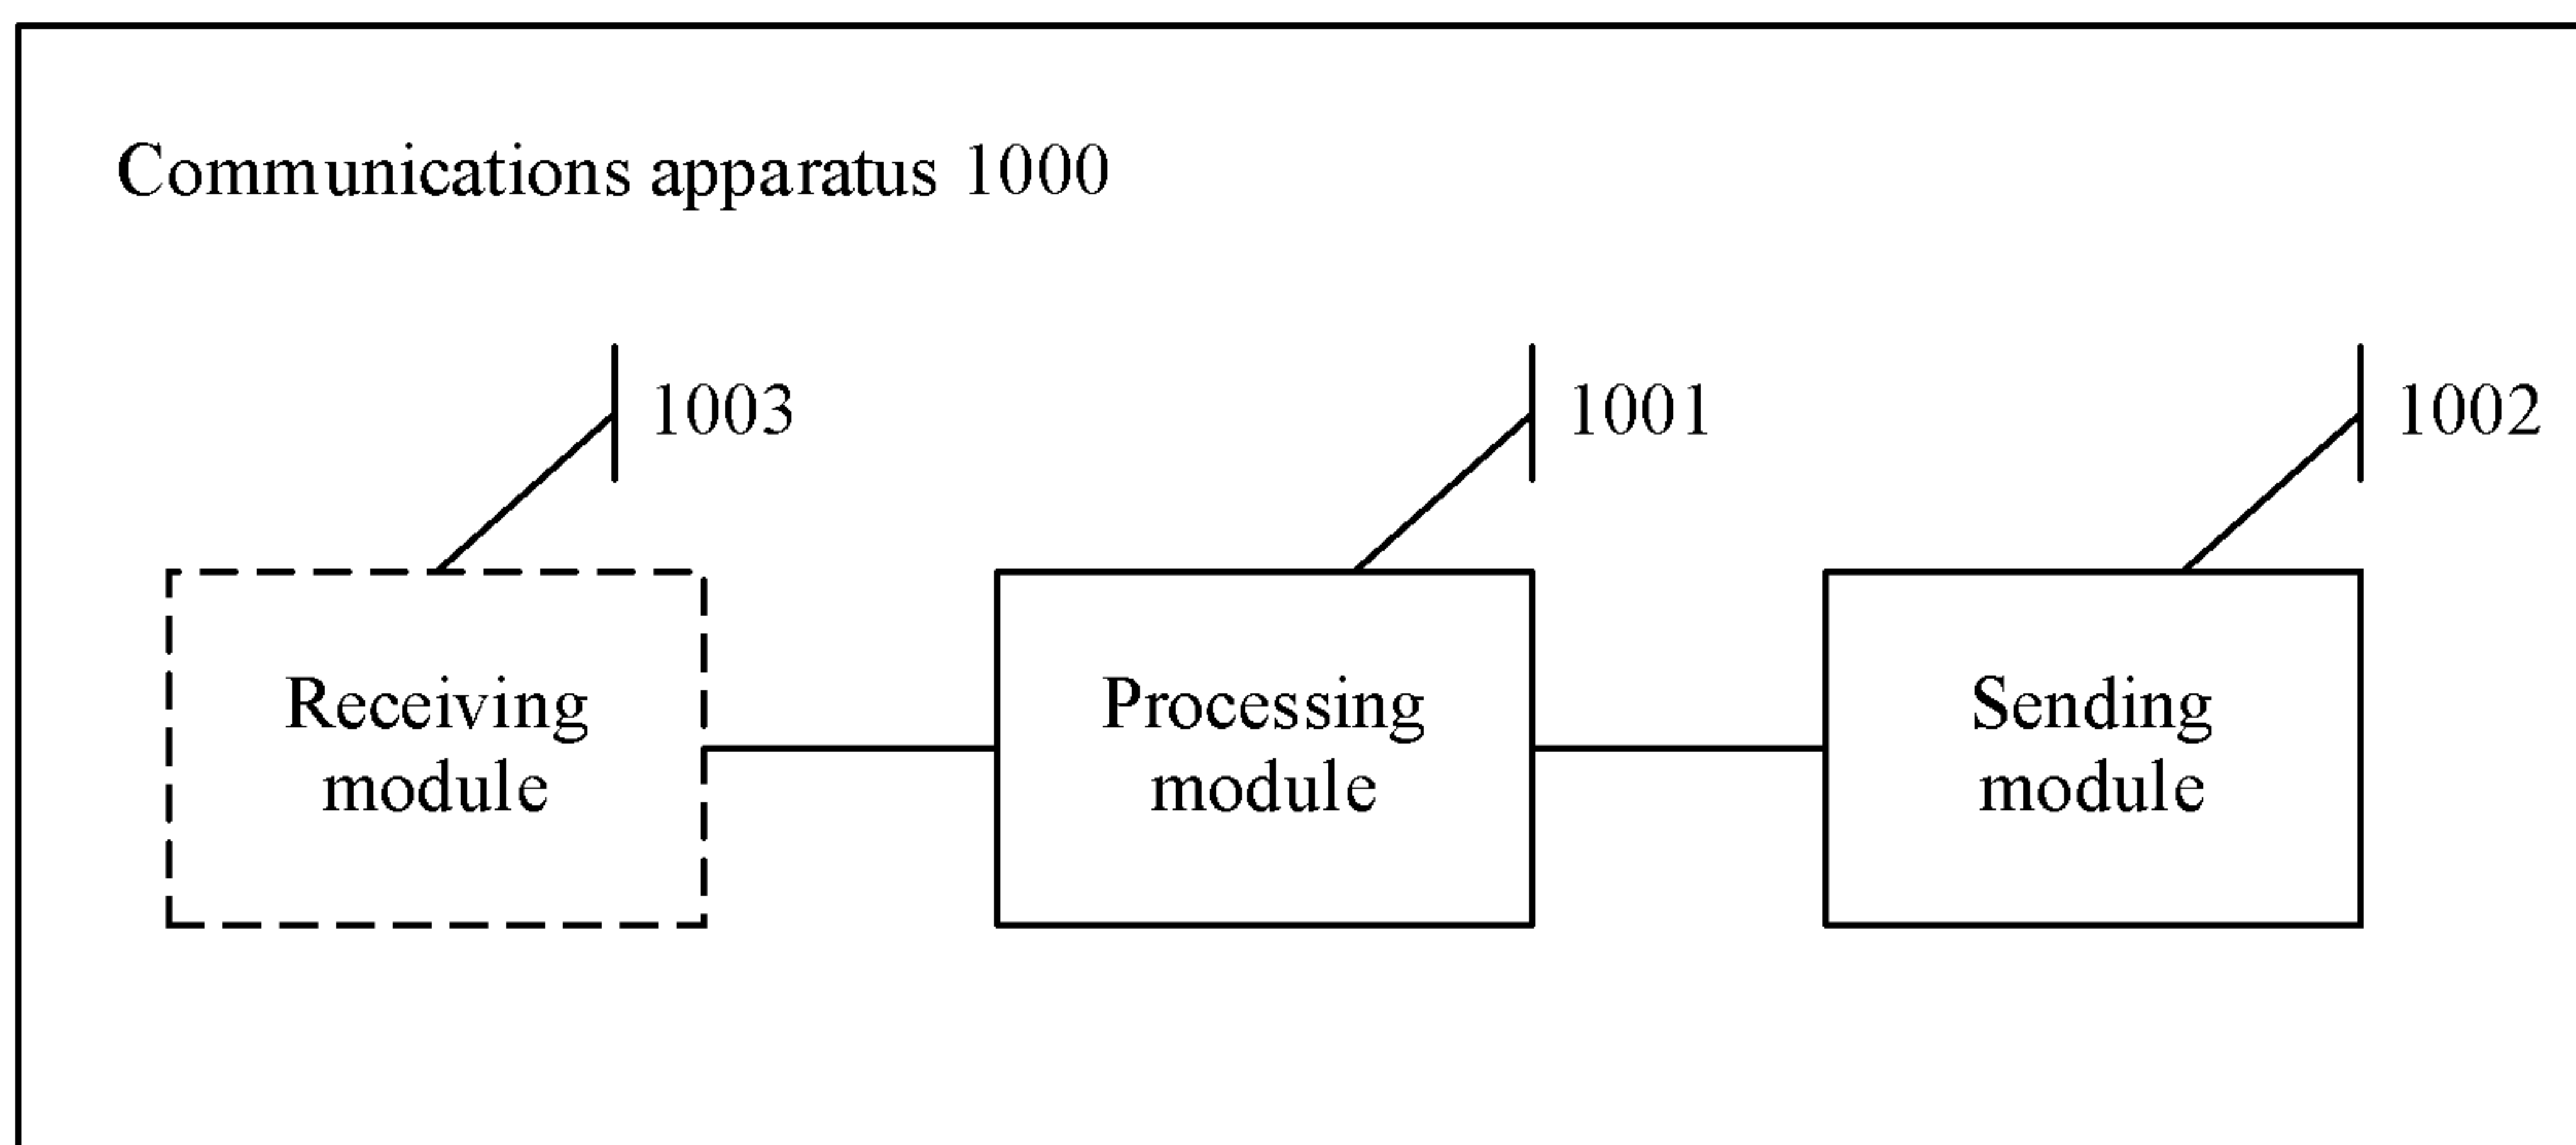 Communications apparatus 1000
1003
1001
1002
Receiving
module
Processing
module
Sending
module